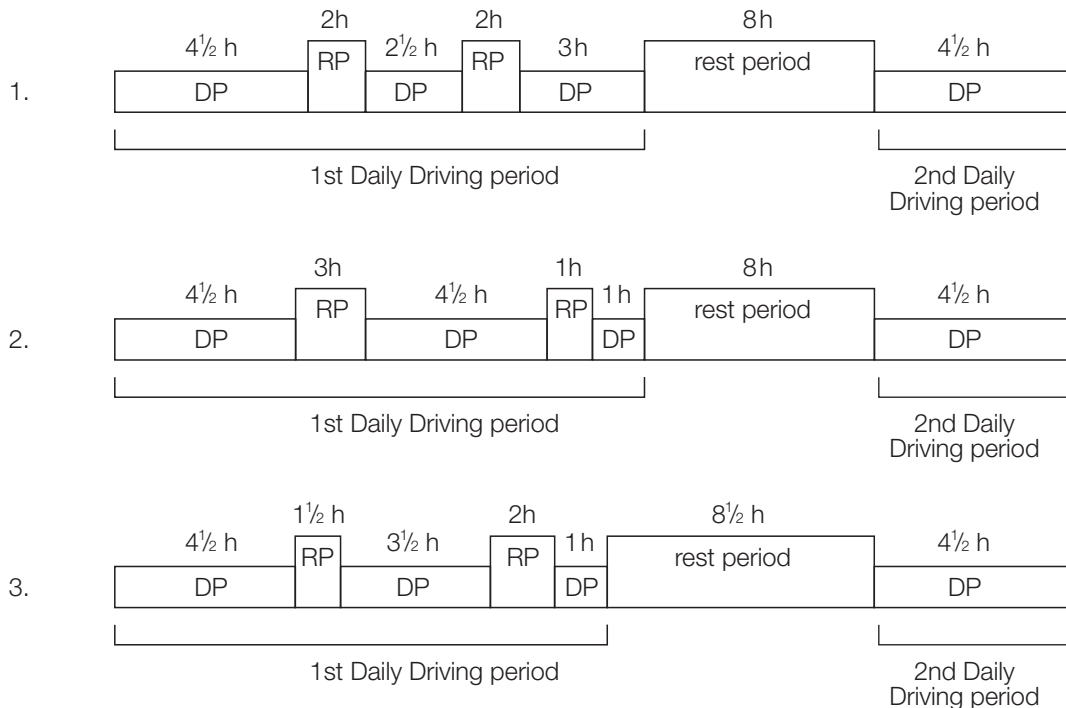 2h 2h 8h
4½ h RP 2½ h RP 3h rest period 4½ h
1. DP DP DP DP
1st Daily Driving period 2nd Daily
Driving period
3h 1h 8h
4½ h RP 4½ h RP 1h rest period 4½ h
2. DP DP DP DP
1st Daily Driving period 2nd Daily
Driving period
1½ h 2h 8½ h
4½ h RP 3½ h RP 1h rest period 4½ h
3. DP DP DP DP
1st Daily Driving period 2nd Daily
Driving period